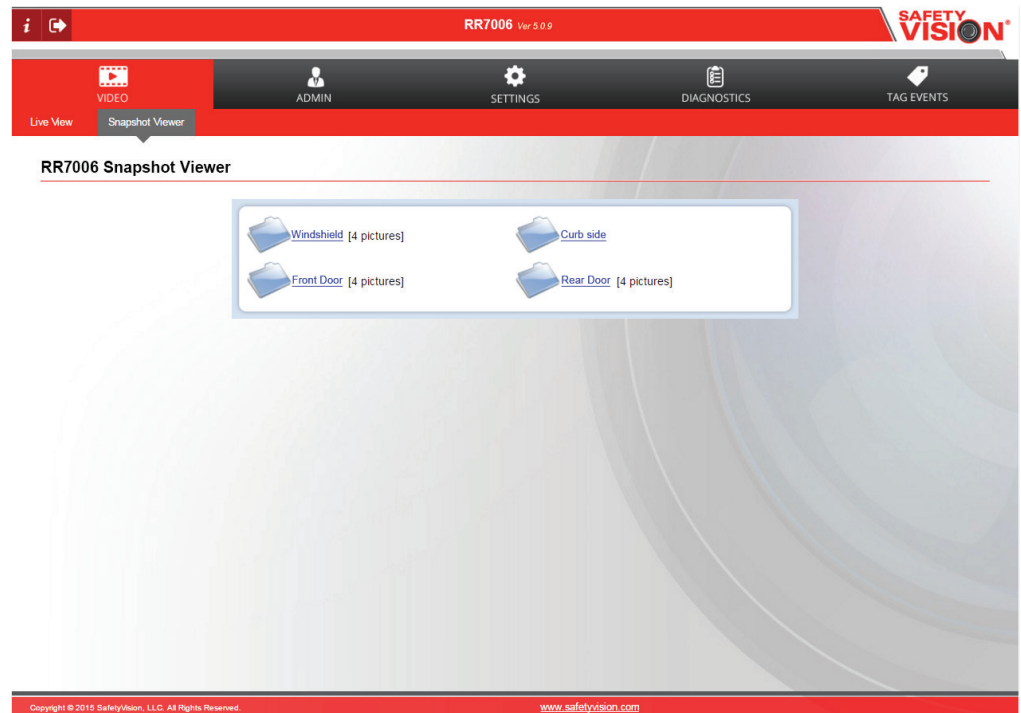 i
RR7006 Ver 5.0.9
SAFETY
VISION®
VIDEO
ADMIN
SETTINGS
DIAGNOSTICS
TAG EVENTS
Live View
Snapshot Viewer
RR7006 Snapshot Viewer
Windshield [4 pictures]
Curb side
Front Door [4 pictures]
Rear Door [4 pictures]
Copyright © 2015 SafetyVision, LLC. All Rights Reserved.
www.safetyvision.com